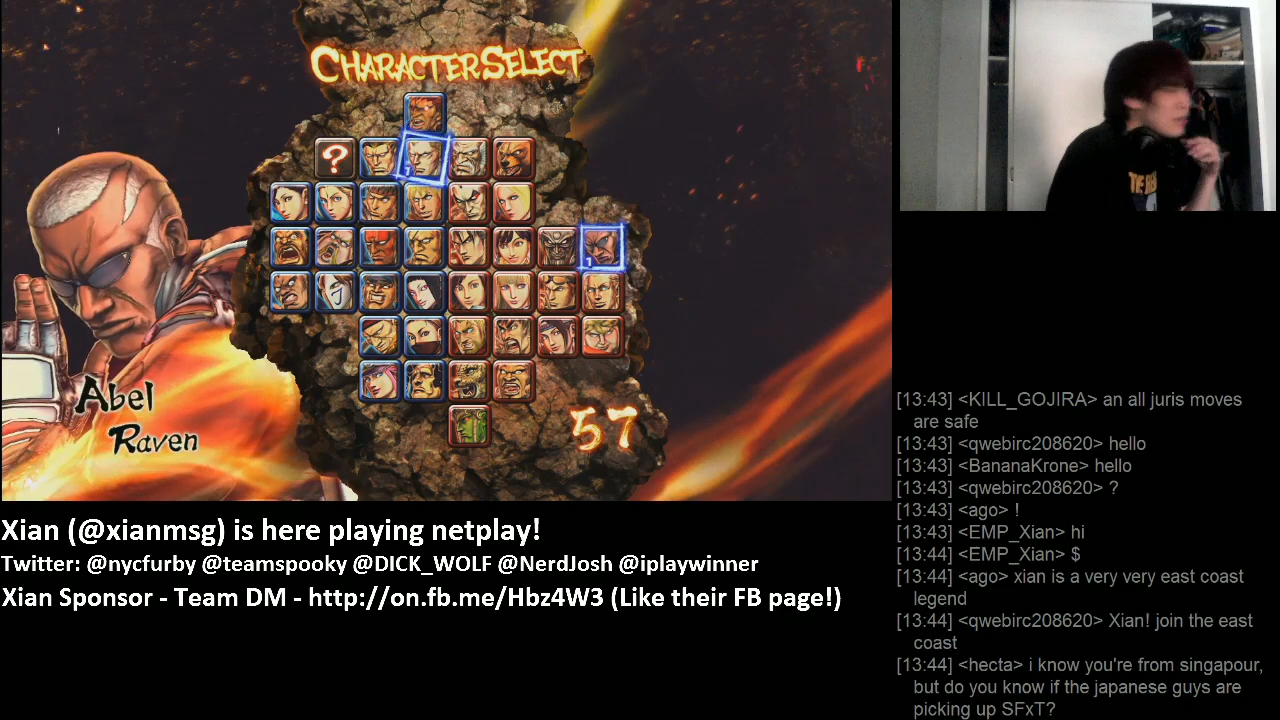 CHARACTER SELECT
?
1
1
Abel
Raven
57
Xian (@xianmsg) is here playing netplay!
Twitter: @nycfurby @teamspooky @DICK_WOLF @NerdJosh @iplaywinner
Xian Sponsor - Team DM - http://on.fb.me/Hbz4W3 (Like their FB page!)
[13:43] <KILL_GOJIRA> an all juris moves
are safe
[13:43] <qwebirc208620> hello
[13:43] <BananaKrone> hello
[13:43] <qwebirc208620> ?
[13:43] <ago> !
[13:43] <EMP_Xian> hi
[13:44] <EMP_Xian> $
[13:44] <ago> xian is a very very east coast
legend
[13:44] <qwebirc208620> Xian! join the east
coast
[13:44] <hecta> i know you're from singapour,
but do you know if the japanese guys are
picking up SFxT?